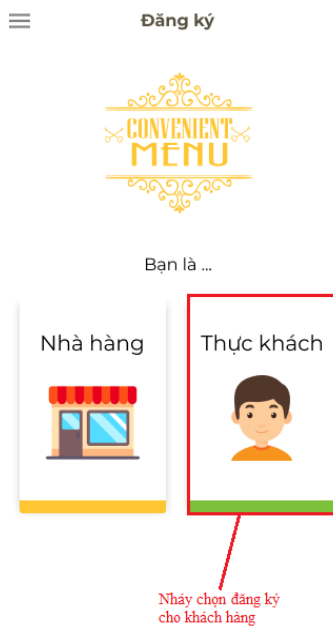 Đăng ký
CONVENIENT
MENU
Bạn là ...
Nhà hàng
Thực khách
Nháy chọn đăng ký
cho khách hàng